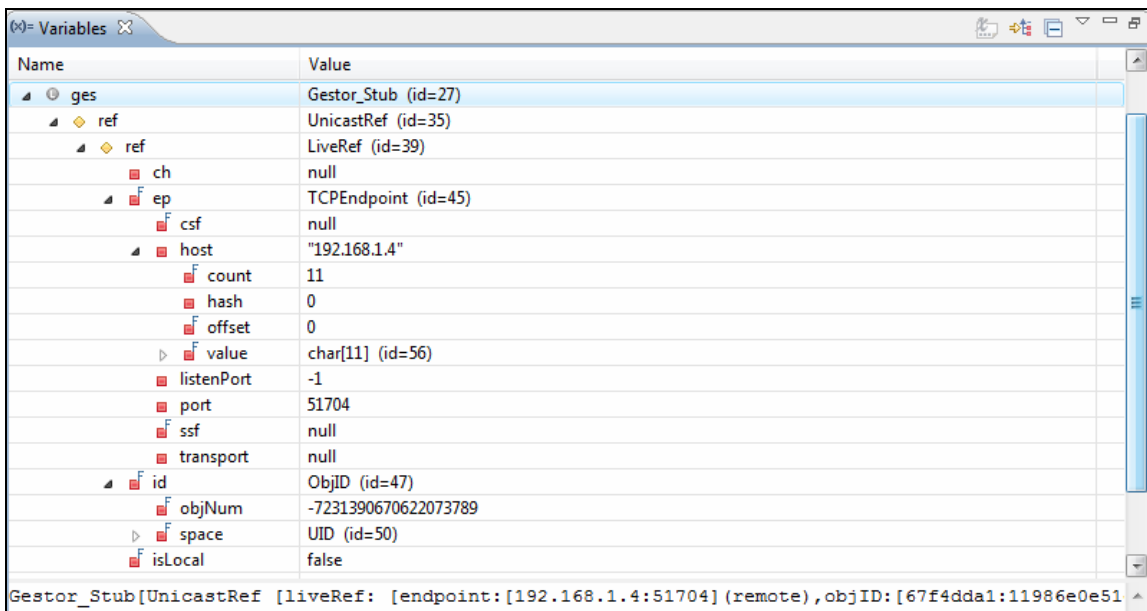 (x)= Variables
Name Value
ges Gestor_Stub (id=27)
ref UnicastRef (id=35)
ref LiveRef (id=39)
ch null
ep TCPEndpoint (id=45)
csf null
host "192.168.1.4"
count 11
hash 0
offset 0
value char[11] (id=56)
listenPort -1
port 51704
ssf null
transport null
id ObjID (id=47)
objNum -7231390670622073789
space UID (id=50)
isLocal false
Gestor_Stub[UnicastRef [liveRef: [endpoint:[192.168.1.4:51704](remote),objID:[67f4dda1:11986e0e51